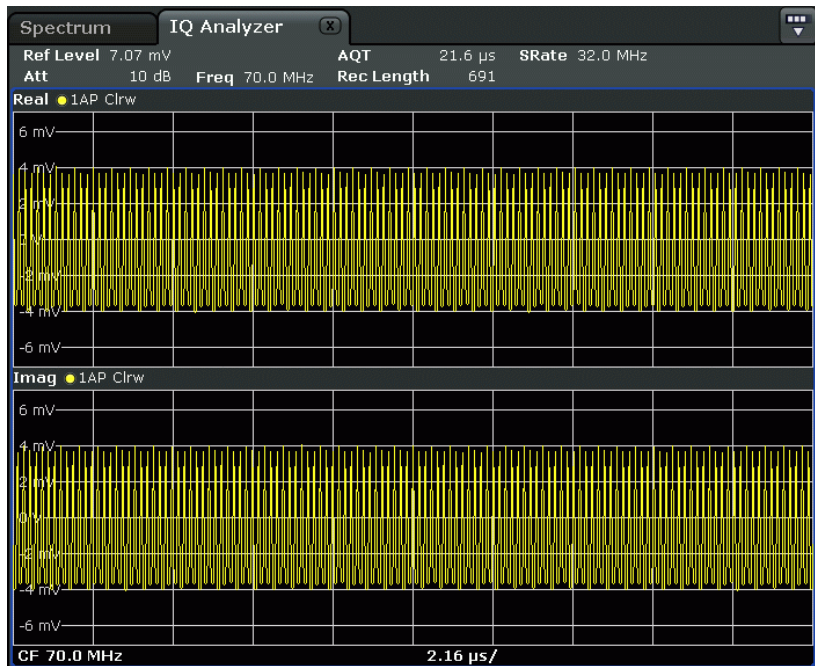 Spectrum IQ Analyzer X
Ref Level 7.07 mV AQT 21.6 µs SRate 32.0 MHz
Att 10 dB Freq 70.0 MHz Rec Length 691
Real 1AP Clrw
6 mV
4 mV
2 mV
0 V
-2 mV
-4 mV
-6 mV
Imag 1AP Clrw
6 mV
4 mV
2 mV
0 V
-2 mV
-4 mV
-6 mV
CF 70.0 MHz 2.16 µs/